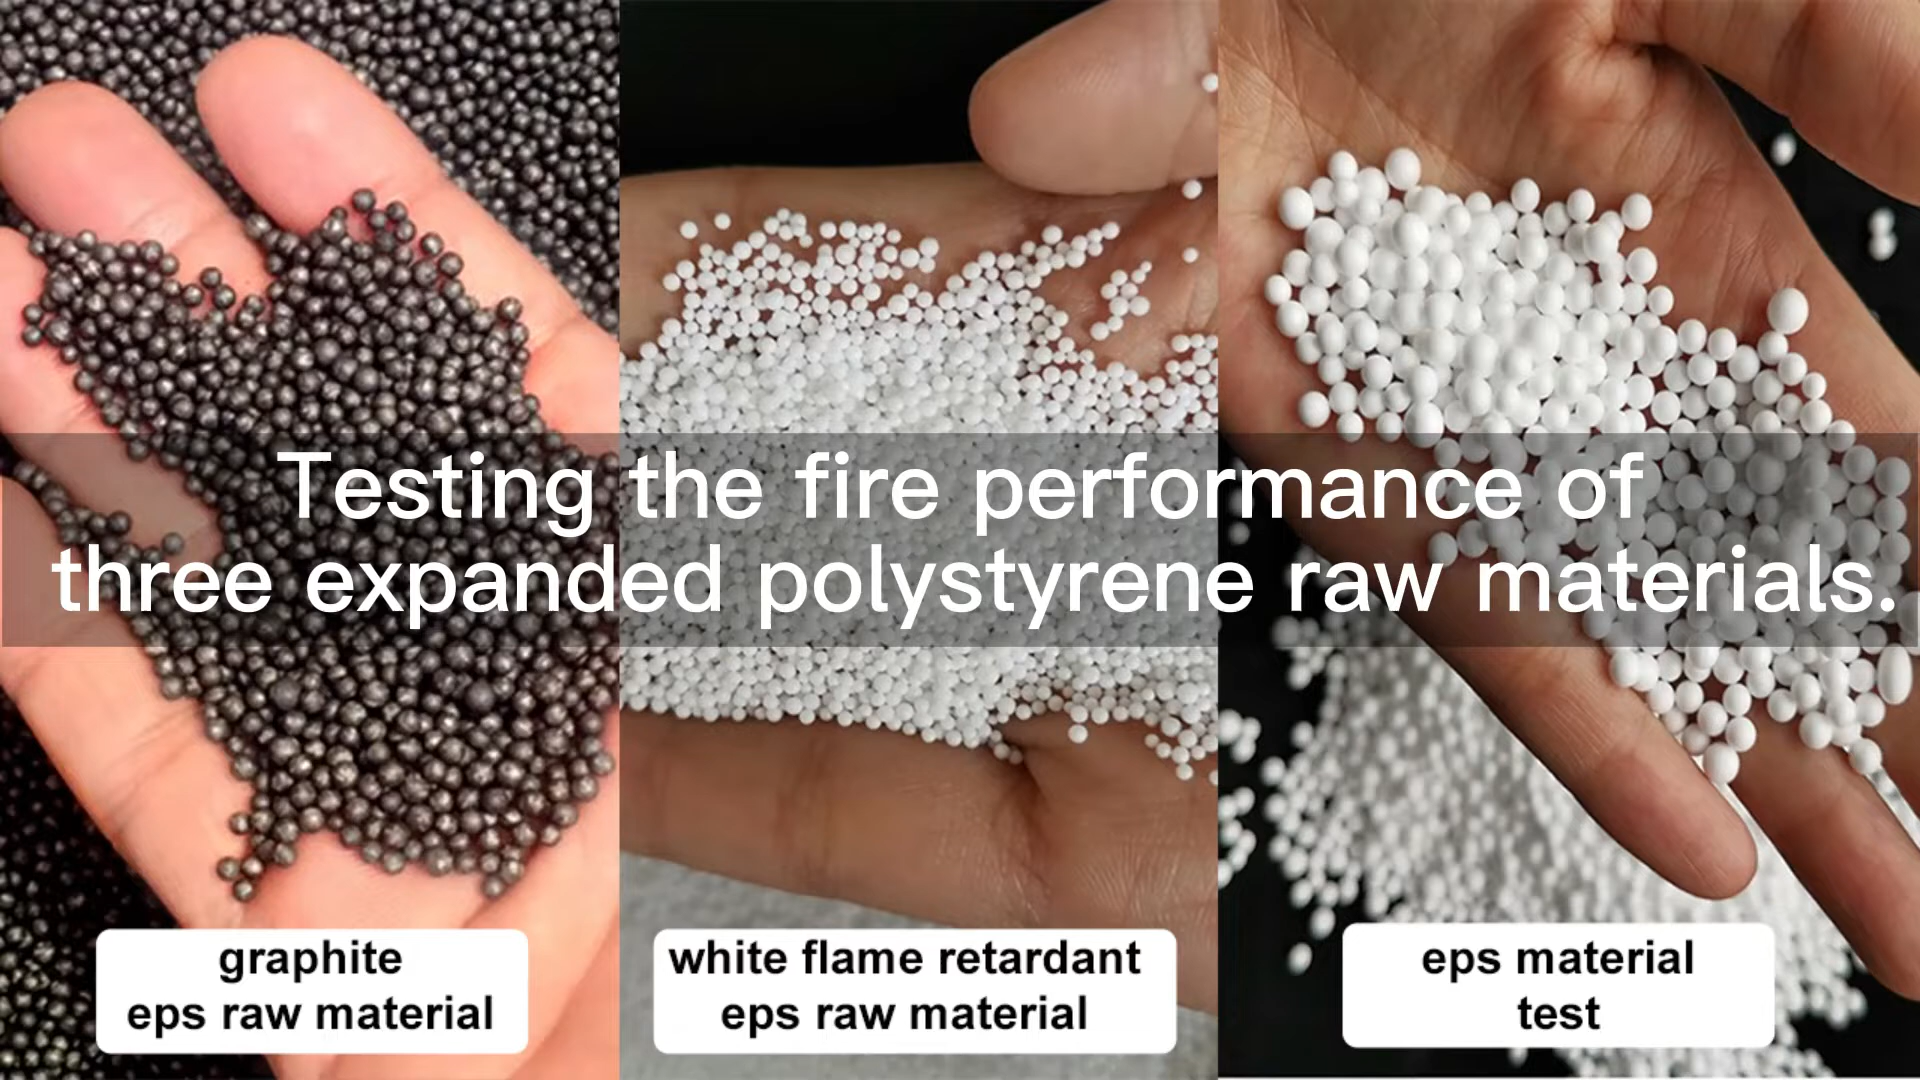 Testing the fire performance of
three expanded polystyrene raw materials.
graphite
eps raw material
white flame retardant
eps raw material
eps material
test